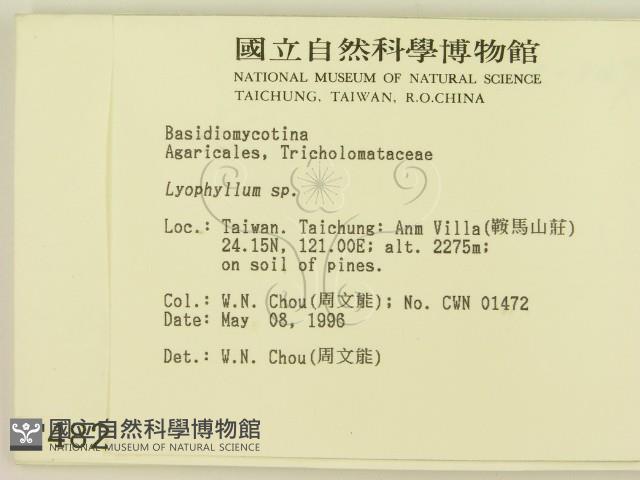 國立自然科學博物館
NATIONAL MUSEUM OF NATURAL SCIENCE
TAICHUNG, TAIWAN, R.O.CHINA
Basidiomycotina
Agaricales, Tricholomataceae
Lyophyllum sp.
Loc.: Taiwan. Taichung: Anm Villa(鞍馬山莊)
24.15N, 121.00E; alt. 2275m;
on soil of pines.
Col.: W.N. Chou(周文能); No. CWN 01472
Date: May 08, 1996
Det.: W.N. Chou(周文能)
482
國立自然科學博物館
NATIONAL MUSEUM OF NATURAL SCIENCE